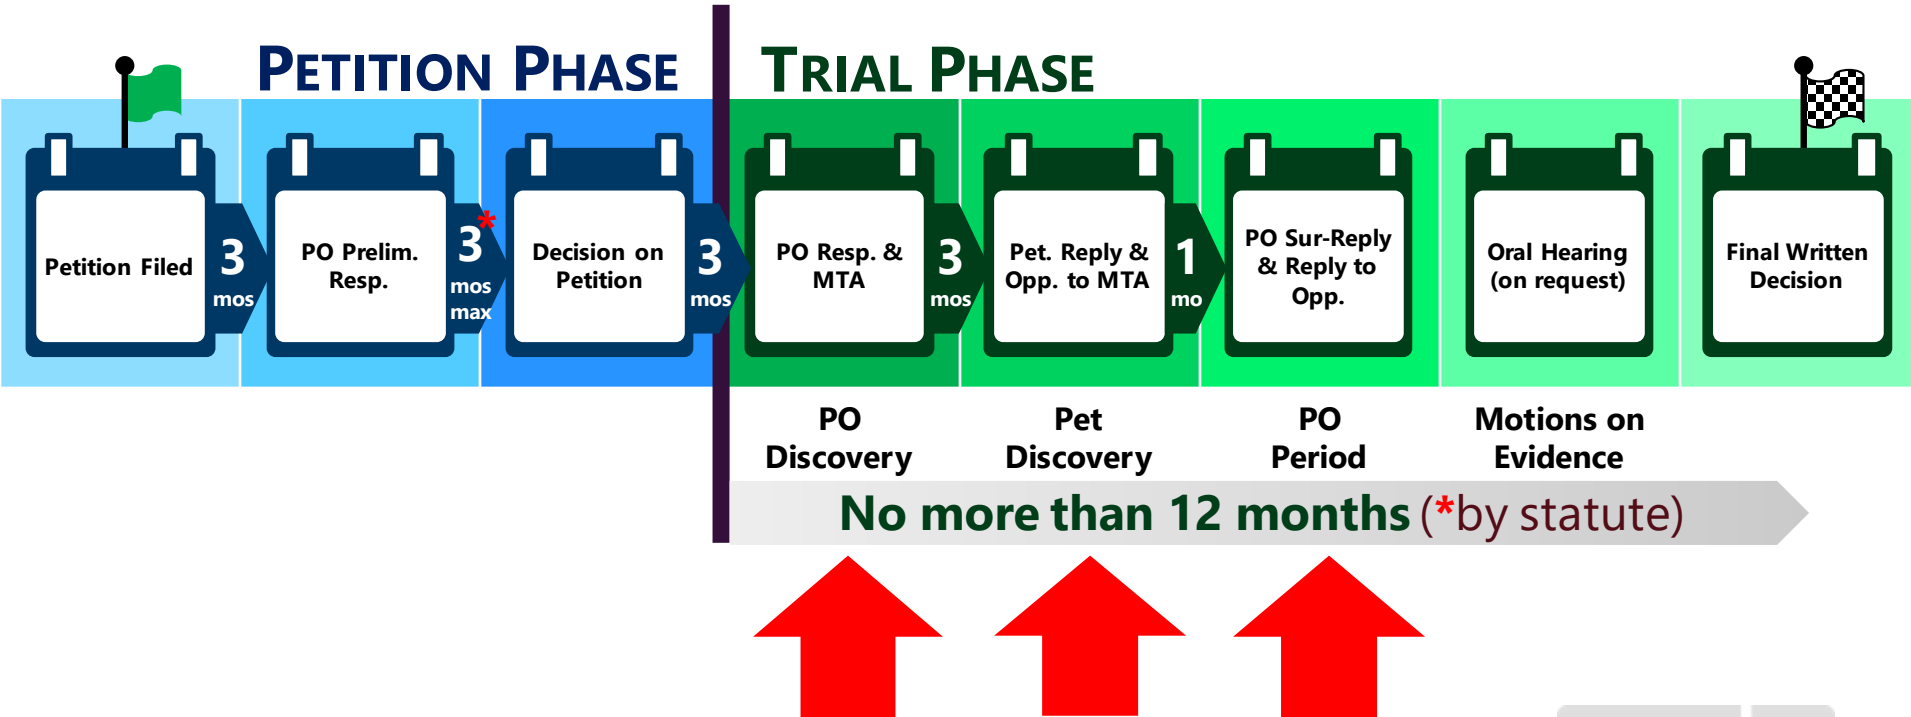 PETITION PHASE
TRIAL PHASE
Petition Filed
3
mos
PO Prelim.
Resp.
3*
mos
max
Decision on
Petition
3
mos
PO Resp. &
MTA
3
mos
Pet. Reply &
Opp. to MTA
1
mo
PO Sur-Reply
& Reply to
Opp.
Oral Hearing
(on request)
Final Written
Decision
PO
Discovery
Pet
Discovery
PO
Period
Motions on
Evidence
No more than 12 months (*by statute)